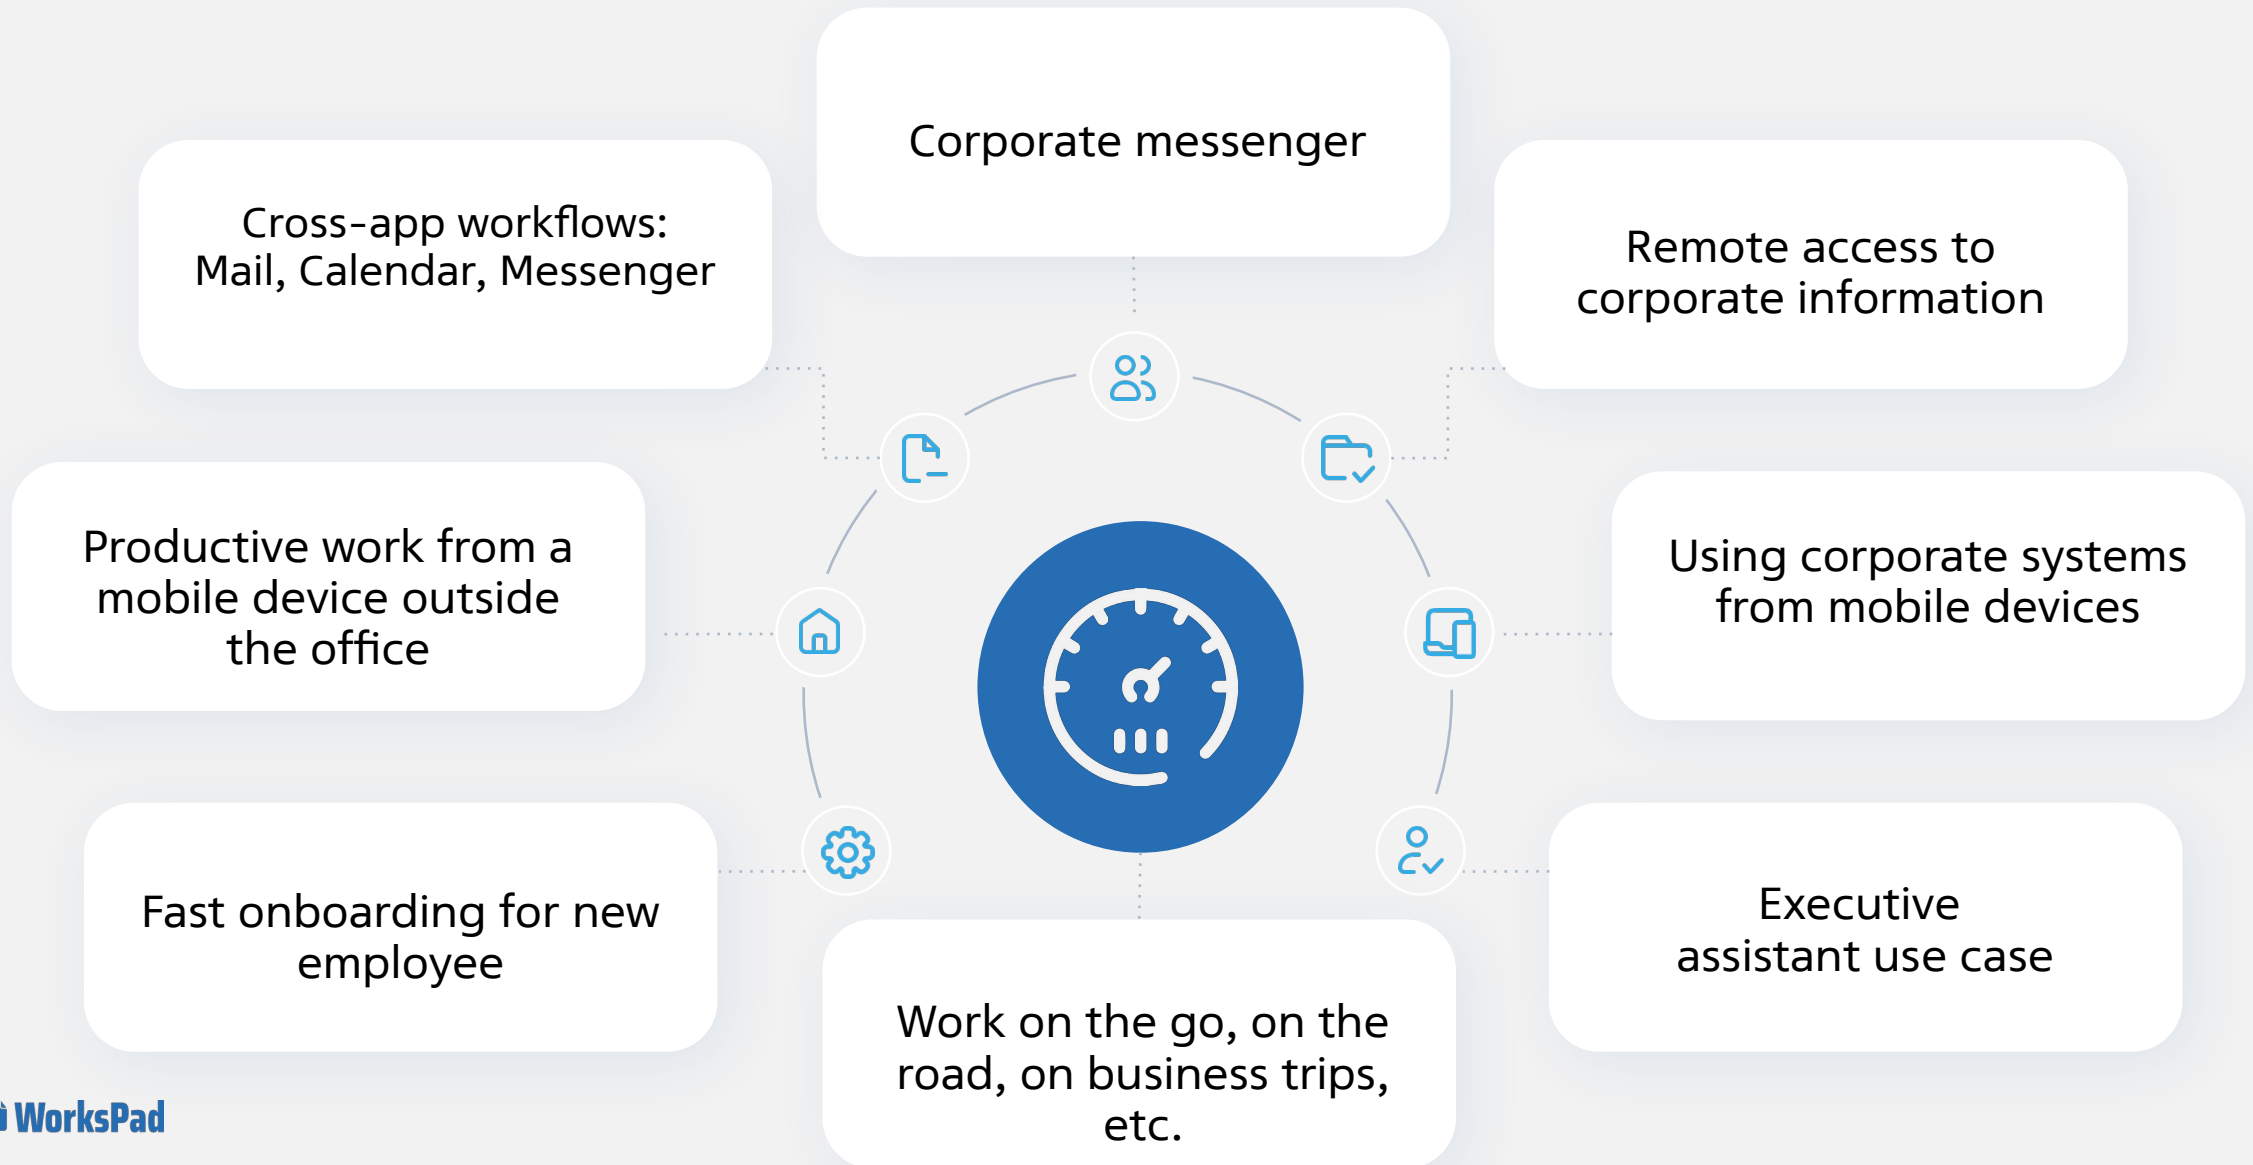 Corporate messenger
Cross-app workflows:
Mail, Calendar, Messenger
Remote access to
corporate information
Productive work from a
mobile device outside
the office
Using corporate systems
from mobile devices
Fast onboarding for new
employee
Executive
assistant use case
Work on the go, on the
road, on business trips,
etc.
WorksPad